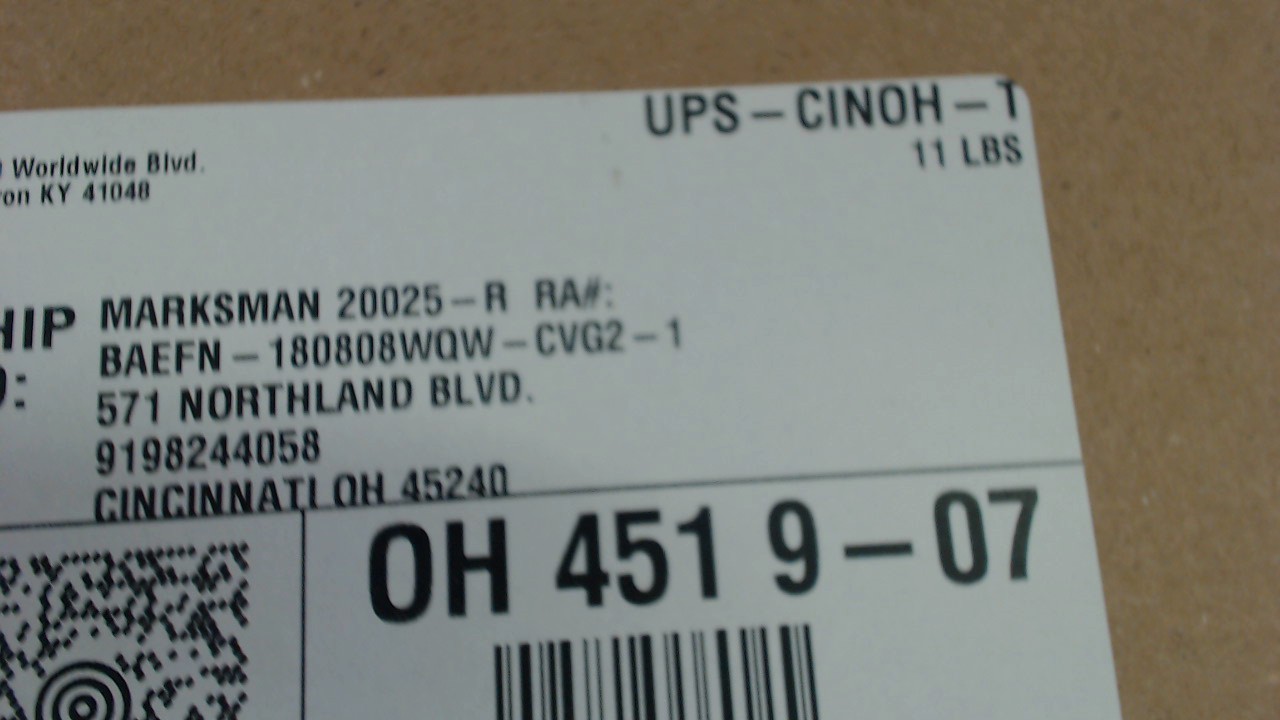 UPS-CINOH-T
11 LBS
Worldwide Blvd.
KY 41048
MARKSMAN 20025-R RA#:
BAEFN-180808WQW-CVG2-1
571 NORTHLAND BLVD.
9198244058
CINCINNATI OH 45240
OH 451 9-07